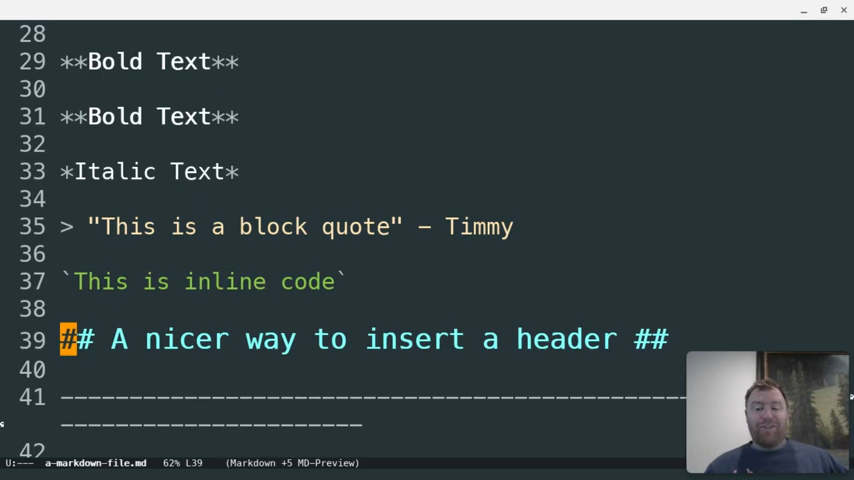 28
29 **Bold Text**
30
31 **Bold Text**
32
33 *Italic Text*
34
35 > "This is a block quote" - Timmy
36
37 `This is inline code`
38
39 ## A nicer way to insert a header ##
40
41 -------------------------------------------------------------------
42
U:--- a-markdown-file.md 62% L39 (Markdown +5 MD-Preview)